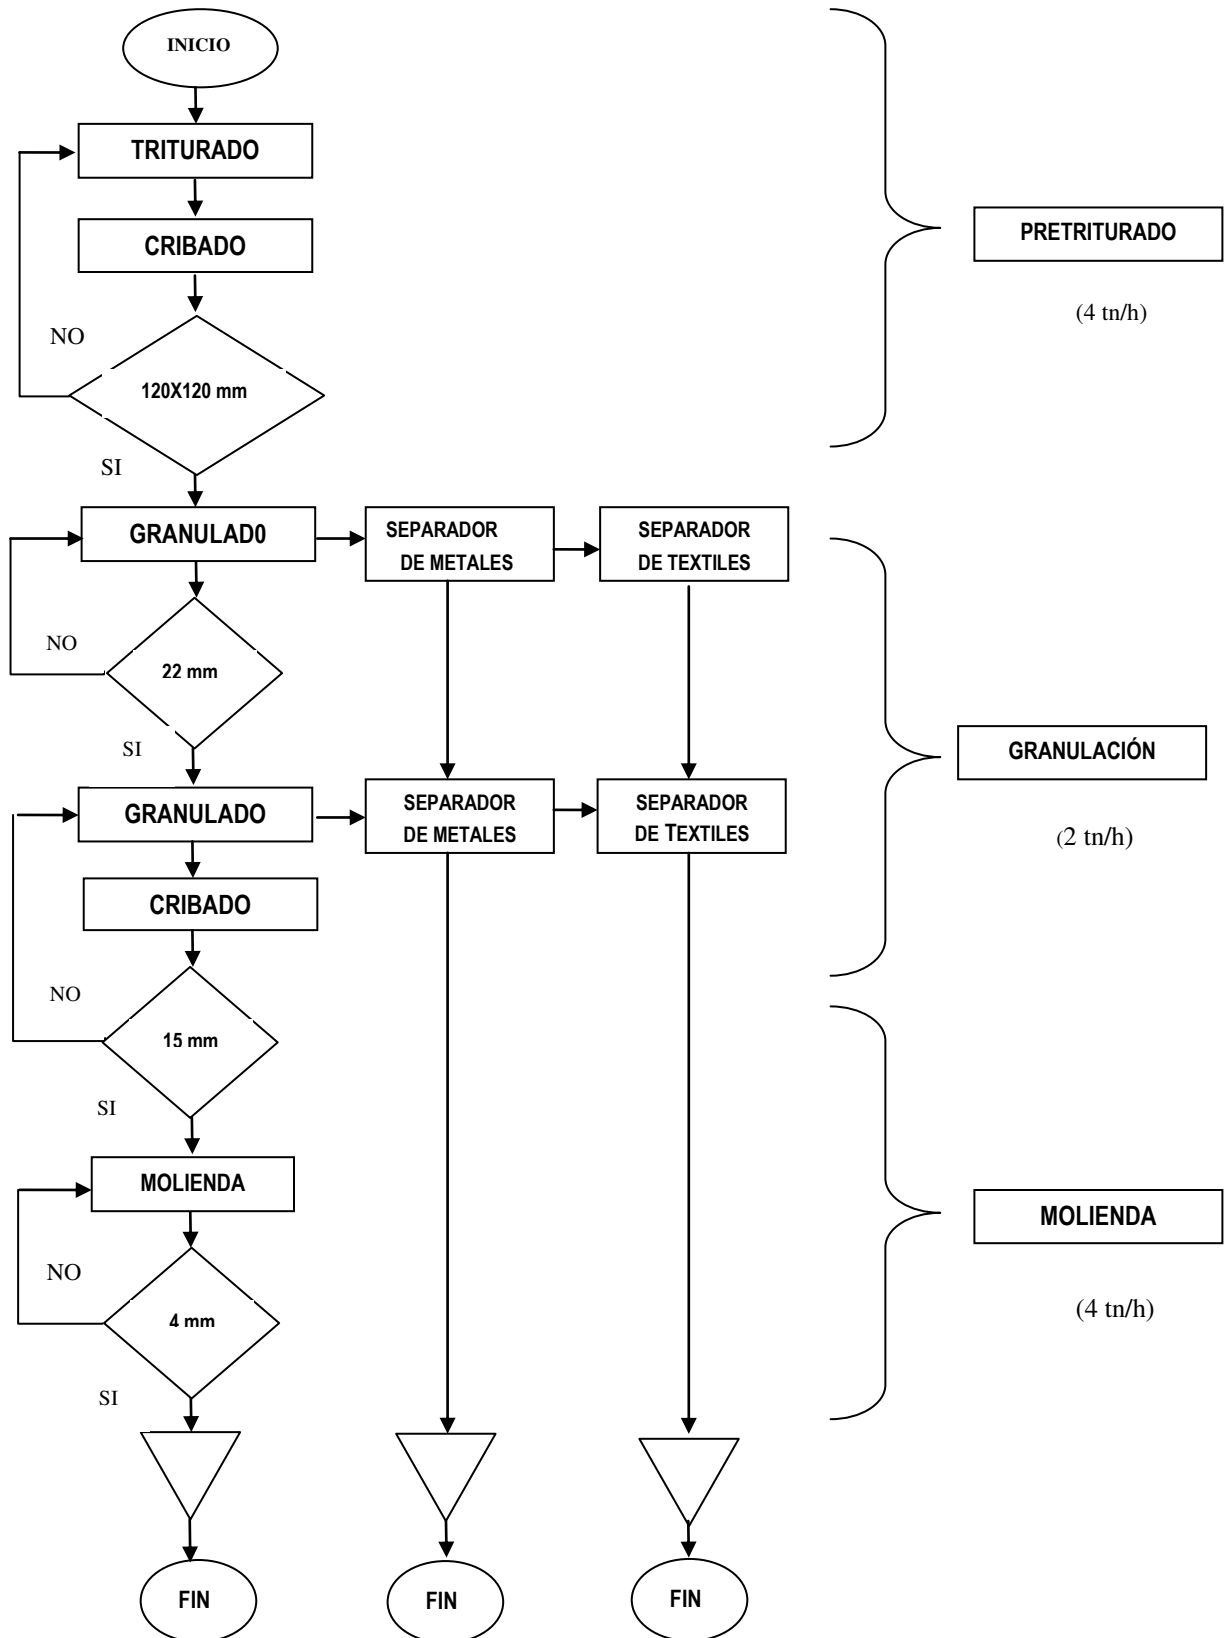 INICIO
TRITURADO
CRIBADO
NO
120X120 mm
SI
PRETRITURADO
(4 tn/h)
GRANULAD0
SEPARADOR
DE METALES
SEPARADOR
DE TEXTILES
NO
22 mm
SI
GRANULADO
SEPARADOR
DE METALES
SEPARADOR
DE TEXTILES
CRIBADO
NO
15 mm
SI
GRANULACIÓN
(2 tn/h)
MOLIENDA
NO
4 mm
SI
MOLIENDA
(4 tn/h)
FIN
FIN
FIN